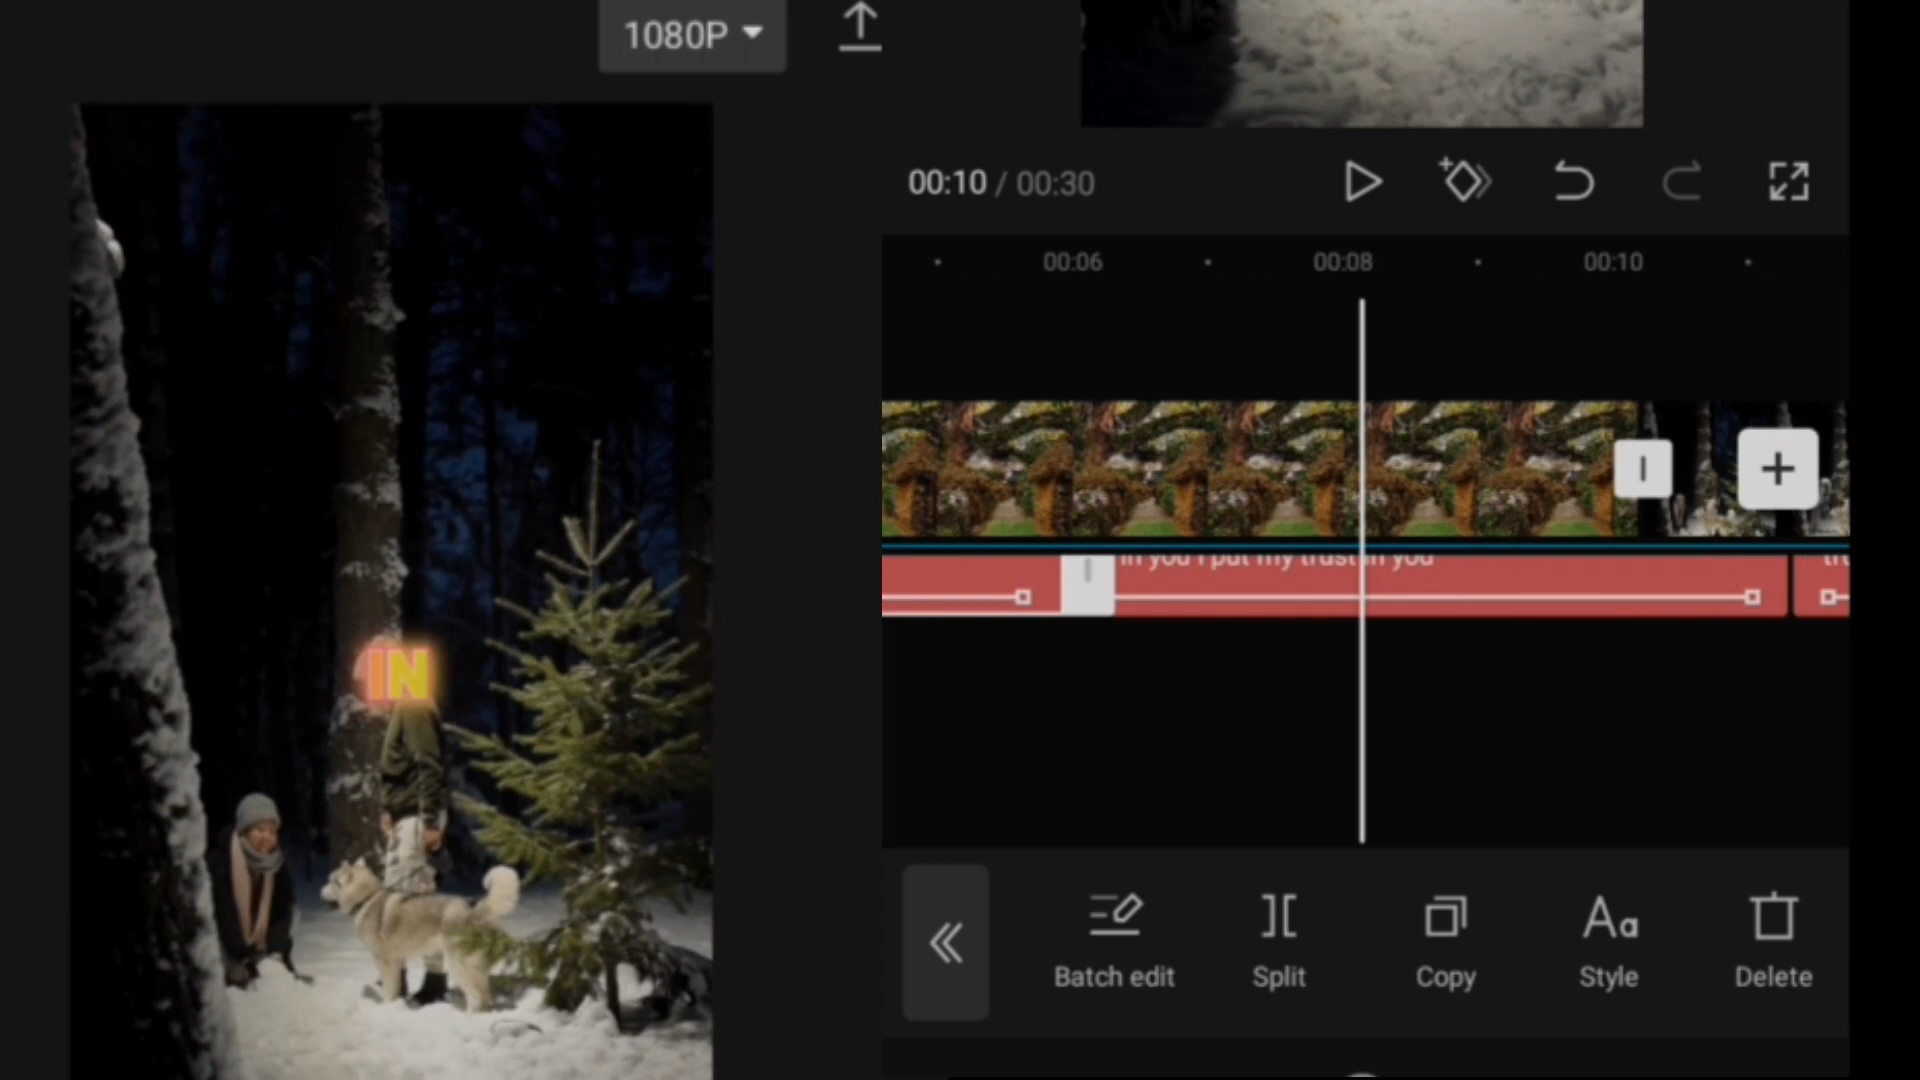 1080P
IN
00:10 / 00:30
00:06 00:08 00:10
in you i put my trust in you
Batch edit Split Copy Aa Style Delete